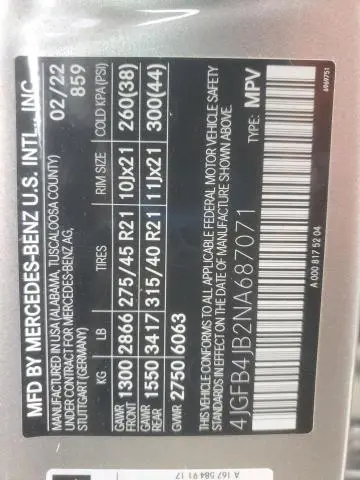 MFD BY MERCEDES-BENZ U.S. INTL., INC.
IN VANCE, USA (ALABAMA, TUSCALOOSA COUNTY) 02/22
UNDER CONTRACT FOR MERCEDES-BENZ AG, 859
STUTTGART (GERMANY)
KG LB TIRES RIM SIZE COLD KPA(PSI)
GAWR FRONT 1300 2866 275/45 R21 10Jx21 260(38)
GAWR REAR 1550 3417 315/40 R21 11Jx21 300(44)
GVWR 2750 6063
THIS VEHICLE CONFORMS TO ALL APPLICABLE FEDERAL MOTOR VEHICLE SAFETY
STANDARDS IN EFFECT ON THE DATE OF MANUFACTURE SHOWN ABOVE.
4JGFB4JB2NA687071 TYPE: MPV
A 000 817 52 04
6969751
A 167 584 91 17